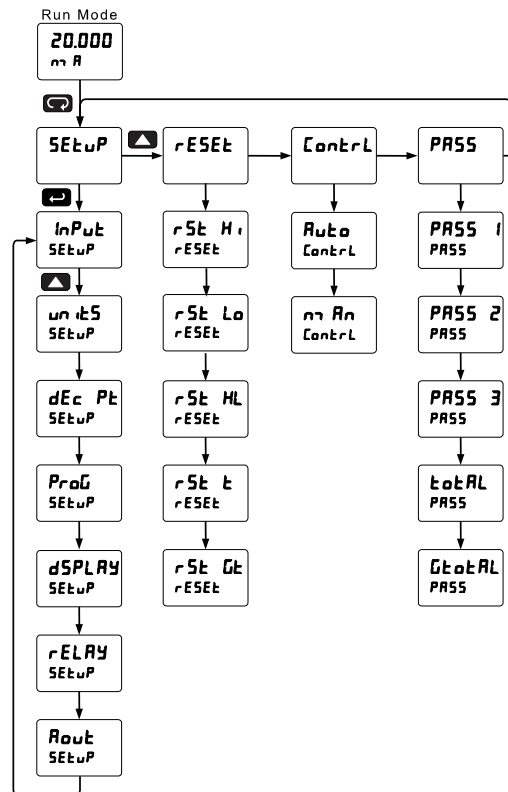 Run Mode
20.000
mA
SEtuP
rESEt
ContrL
PASS
InPut
SEtuP
rSt Hi
rESEt
Auto
ContrL
PASS 1
PASS
unitS
SEtuP
rSt Lo
rESEt
mAn
ContrL
PASS 2
PASS
dEc Pt
SEtuP
rSt HL
rESEt
PASS 3
PASS
ProG
SEtuP
rSt t
rESEt
totAL
PASS
dSPLAY
SEtuP
rSt Gt
rESEt
GtotAL
PASS
rELAY
SEtuP
Aout
SEtuP